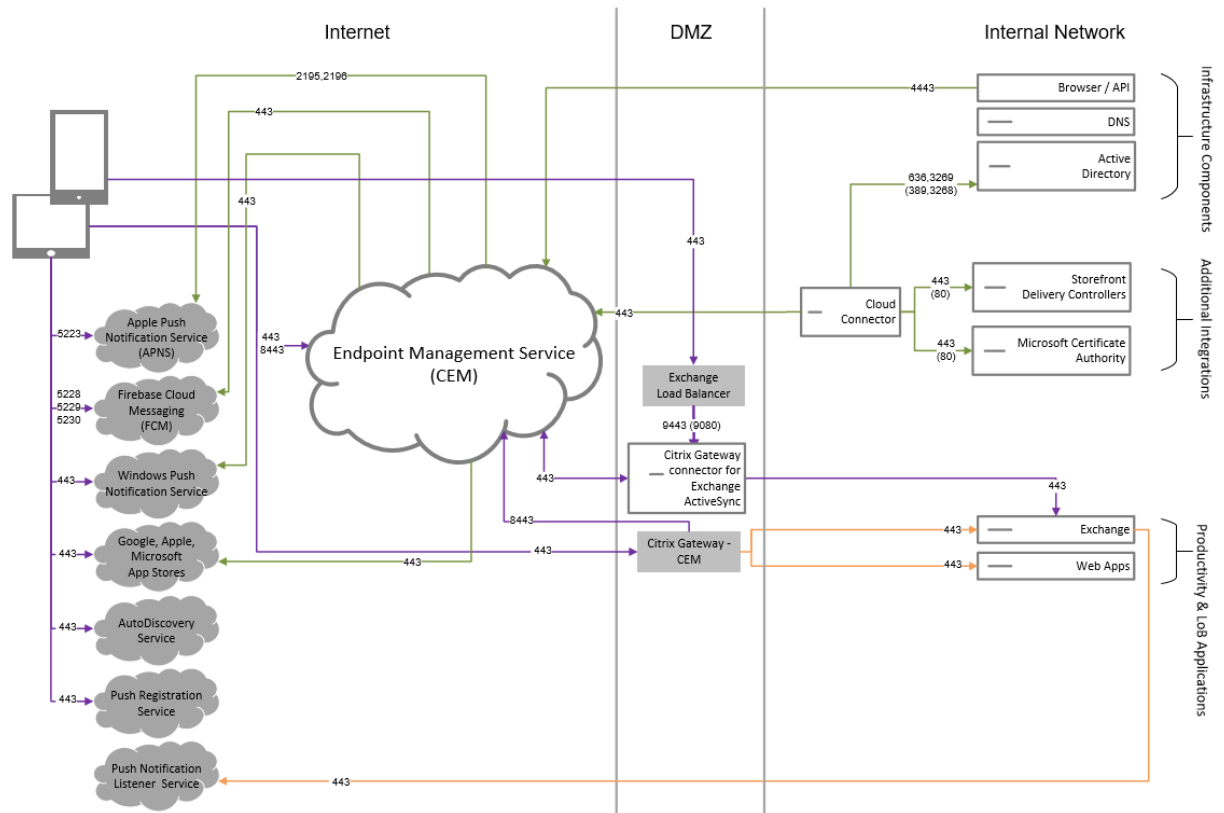 Internet
DMZ
Internal Network
2195,2196
443
443
4443
Browser / API
DNS
Active
Directory
636,3269
(389,3268)
Infrastructure Components
443
443
(80)
Storefront
Delivery Controllers
Cloud
Connector
443
443
(80)
Microsoft Certificate
Authority
Additional Integrations
5223
Apple Push
Notification Service
(APNS)
443
8443
Endpoint Management Service
(CEM)
Exchange
Load Balancer
5228
5229
5230
Firebase Cloud
Messaging
(FCM)
9443 (9080)
443
Windows Push
Notification Service
443
Citrix Gateway
connector for
Exchange
ActiveSync
443
8443
443
Google, Apple,
Microsoft
App Stores
443
443
Citrix Gateway -
CEM
443
Exchange
443
Web Apps
Productivity & LoB Applications
443
AutoDiscovery
Service
443
Push Registration
Service
Push Notification
Listener Service
443